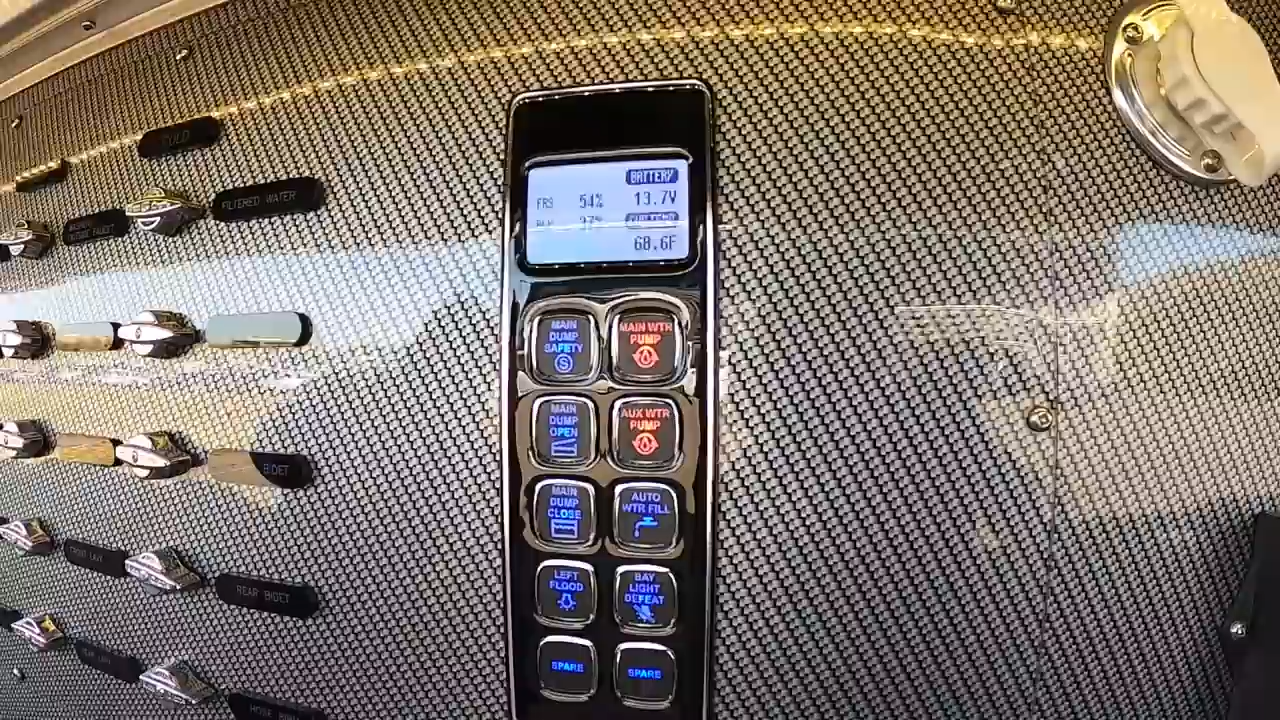 COLD
FILTERED WATER
BIDET
REAR BIDET
BATTERY
FRS 54% 13.7V
68.6F
MAIN
DUMP
SAFETY
S
MAIN WTR
PUMP
MAIN
DUMP
OPEN
AUX WTR
PUMP
MAIN
DUMP
CLOSE
AUTO
WTR FILL
LEFT
FLOOD
BAY
LIGHT
DEFEAT
SPARE
SPARE